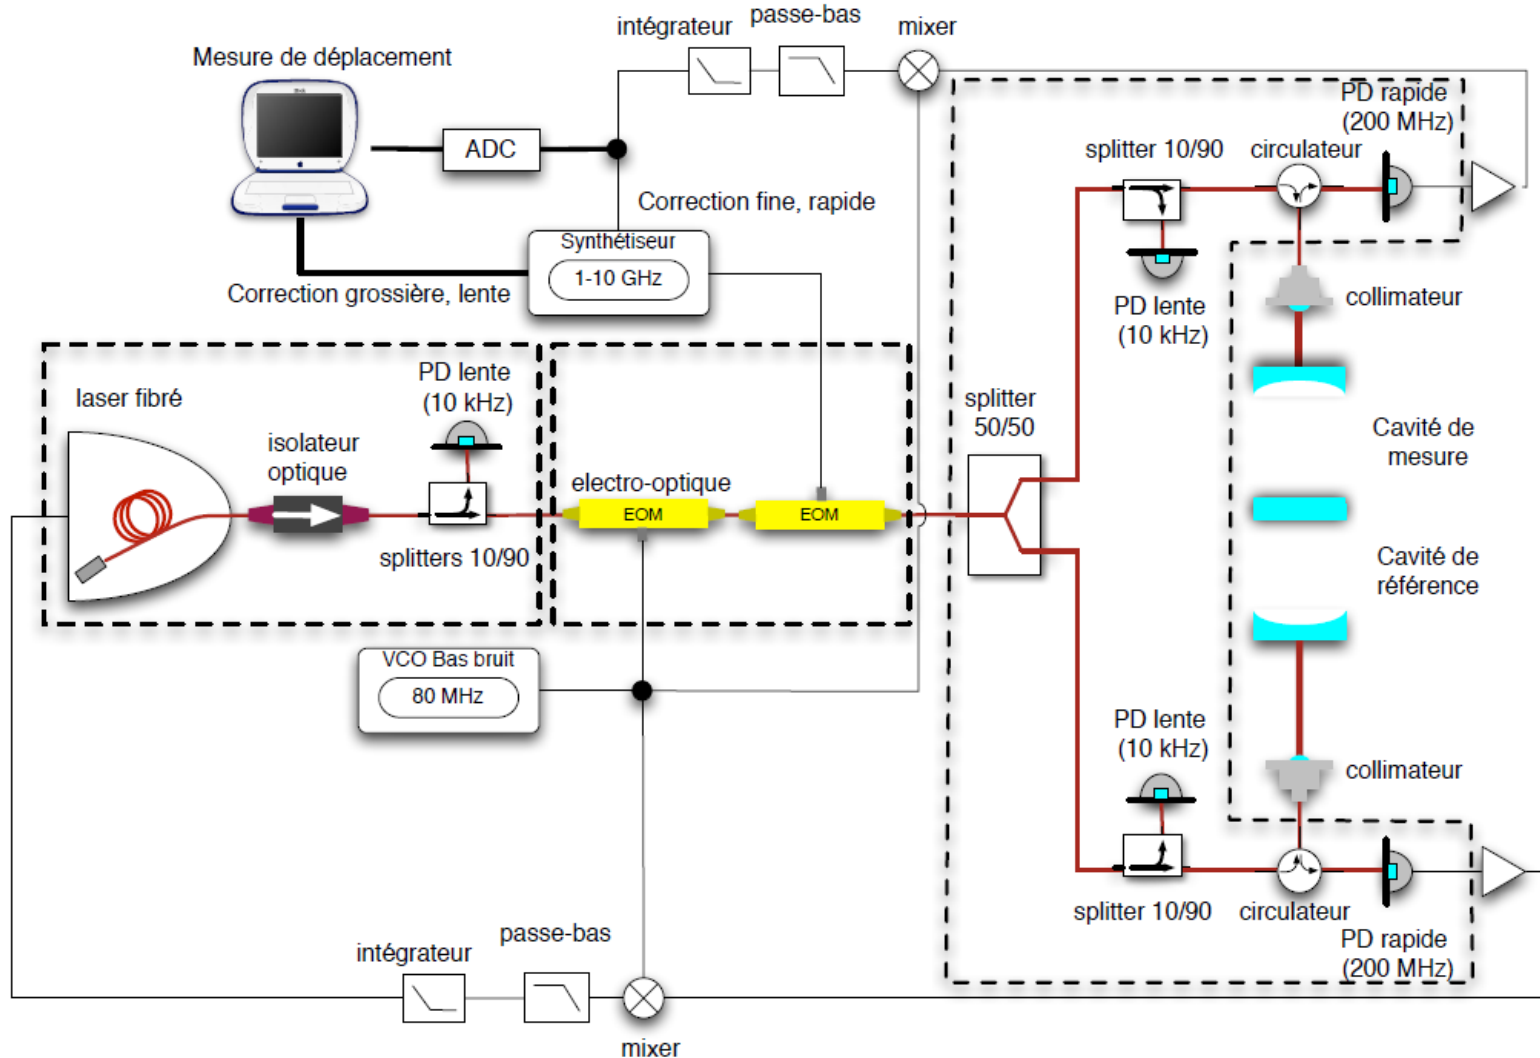 intégrateur
passe-bas
mixer
Mesure de déplacement
ADC
PD rapide
(200 MHz)
splitter 10/90
circulateur
Correction fine, rapide
Synthétiseur
1-10 GHz
Correction grossière, lente
PD lente
(10 kHz)
collimateur
laser fibré
PD lente
(10 kHz)
isolateur
optique
splitter
50/50
Cavité de
mesure
electro-optique
EOM
EOM
splitters 10/90
Cavité de
référence
VCO Bas bruit
80 MHz
PD lente
(10 kHz)
collimateur
splitter 10/90
circulateur
PD rapide
(200 MHz)
intégrateur
passe-bas
mixer